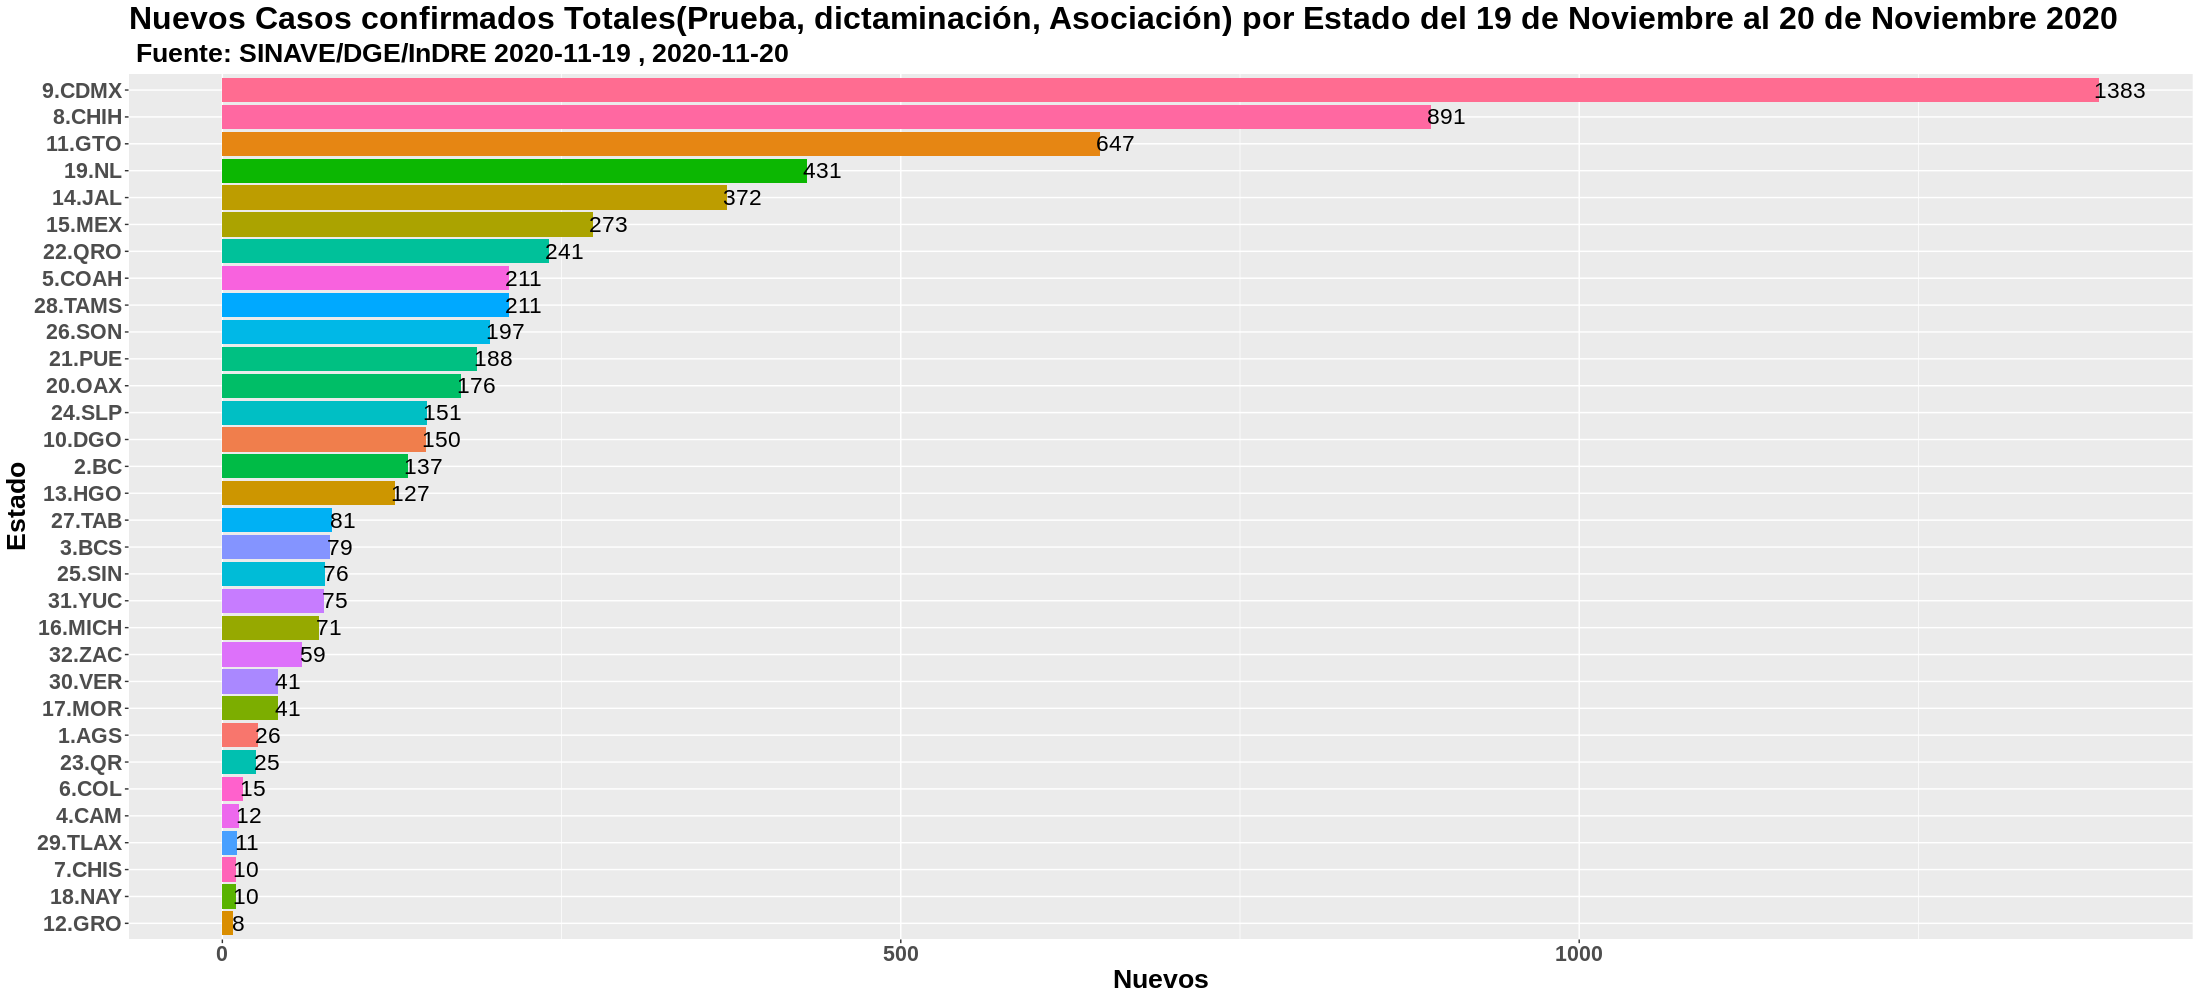 Nuevos Casos confirmados Totales(Prueba, dictaminación, Asociación) por Estado del 19 de Noviembre al 20 de Noviembre 2020
Fuente: SINAVE/DGE/InDRE 2020-11-19 , 2020-11-20
9.CDMX 1383
8.CHIH 891
11.GTO 647
19.NL 431
14.JAL 372
15.MEX 273
22.QRO 241
5.COAH 211
28.TAMS 211
26.SON 197
21.PUE 188
20.OAX 176
24.SLP 151
10.DGO 150
2.BC 137
13.HGO 127
27.TAB 81
3.BCS 79
25.SIN 76
31.YUC 75
16.MICH 71
32.ZAC 59
30.VER 41
17.MOR 41
1.AGS 26
23.QR 25
6.COL 15
4.CAM 12
29.TLAX 11
7.CHIS 10
18.NAY 10
12.GRO 8
Estado
0 500 1000
Nuevos